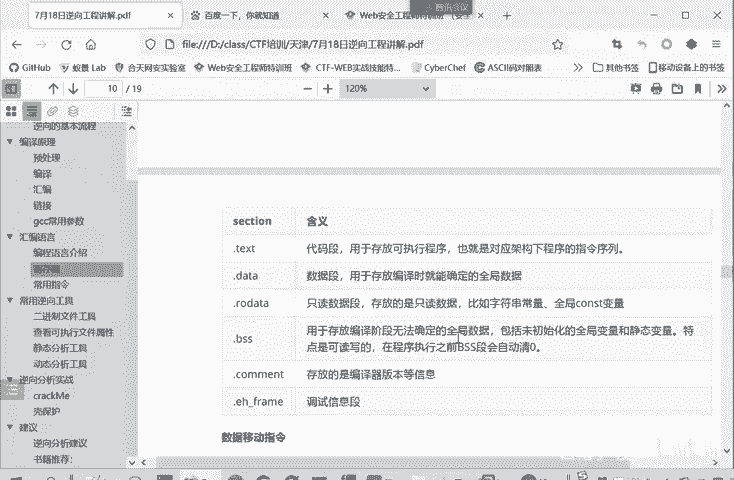 腾讯会议
7月18日逆向工程讲解.pdf
百度一下，你就知道
Web安全工程师特训班（安全
file:///D:/class/CTF培训/天津/7月18日逆向工程讲解.pdf
GitHub
蚁景 Lab
合天网安实验室
Web安全工程师特训班
CTF-WEB实战技能特...
CyberChef
ASCII码对照表
其他书签
移动设备上的书签
10 / 19
120%
逆向的基本流程
编译原理
预处理
编译
汇编
链接
gcc常用参数
汇编语言
编程语言介绍
常用指令
常用逆向工具
二进制文件工具
查看可执行文件属性
静态分析工具
动态分析工具
逆向分析实战
crackMe
壳保护
建议
逆向分析建议
书籍推荐：
section 含义
.text 代码段，用于存放可执行程序，也就是对应架构下程序的指令序列。
.data 数据段，用于存放编译时就能确定的全局数据
.rodata 只读数据段，存放的是只读数据，比如字符串常量、全局const变量
.bss 用于存放编译阶段无法确定的全局数据，包括未初始化的全局变量和静态变量。特
点是可读写的，在程序执行之前BSS段会自动清0。
.comment 存放的是编译器版本等信息
.eh_frame 调试信息段
数据移动指令